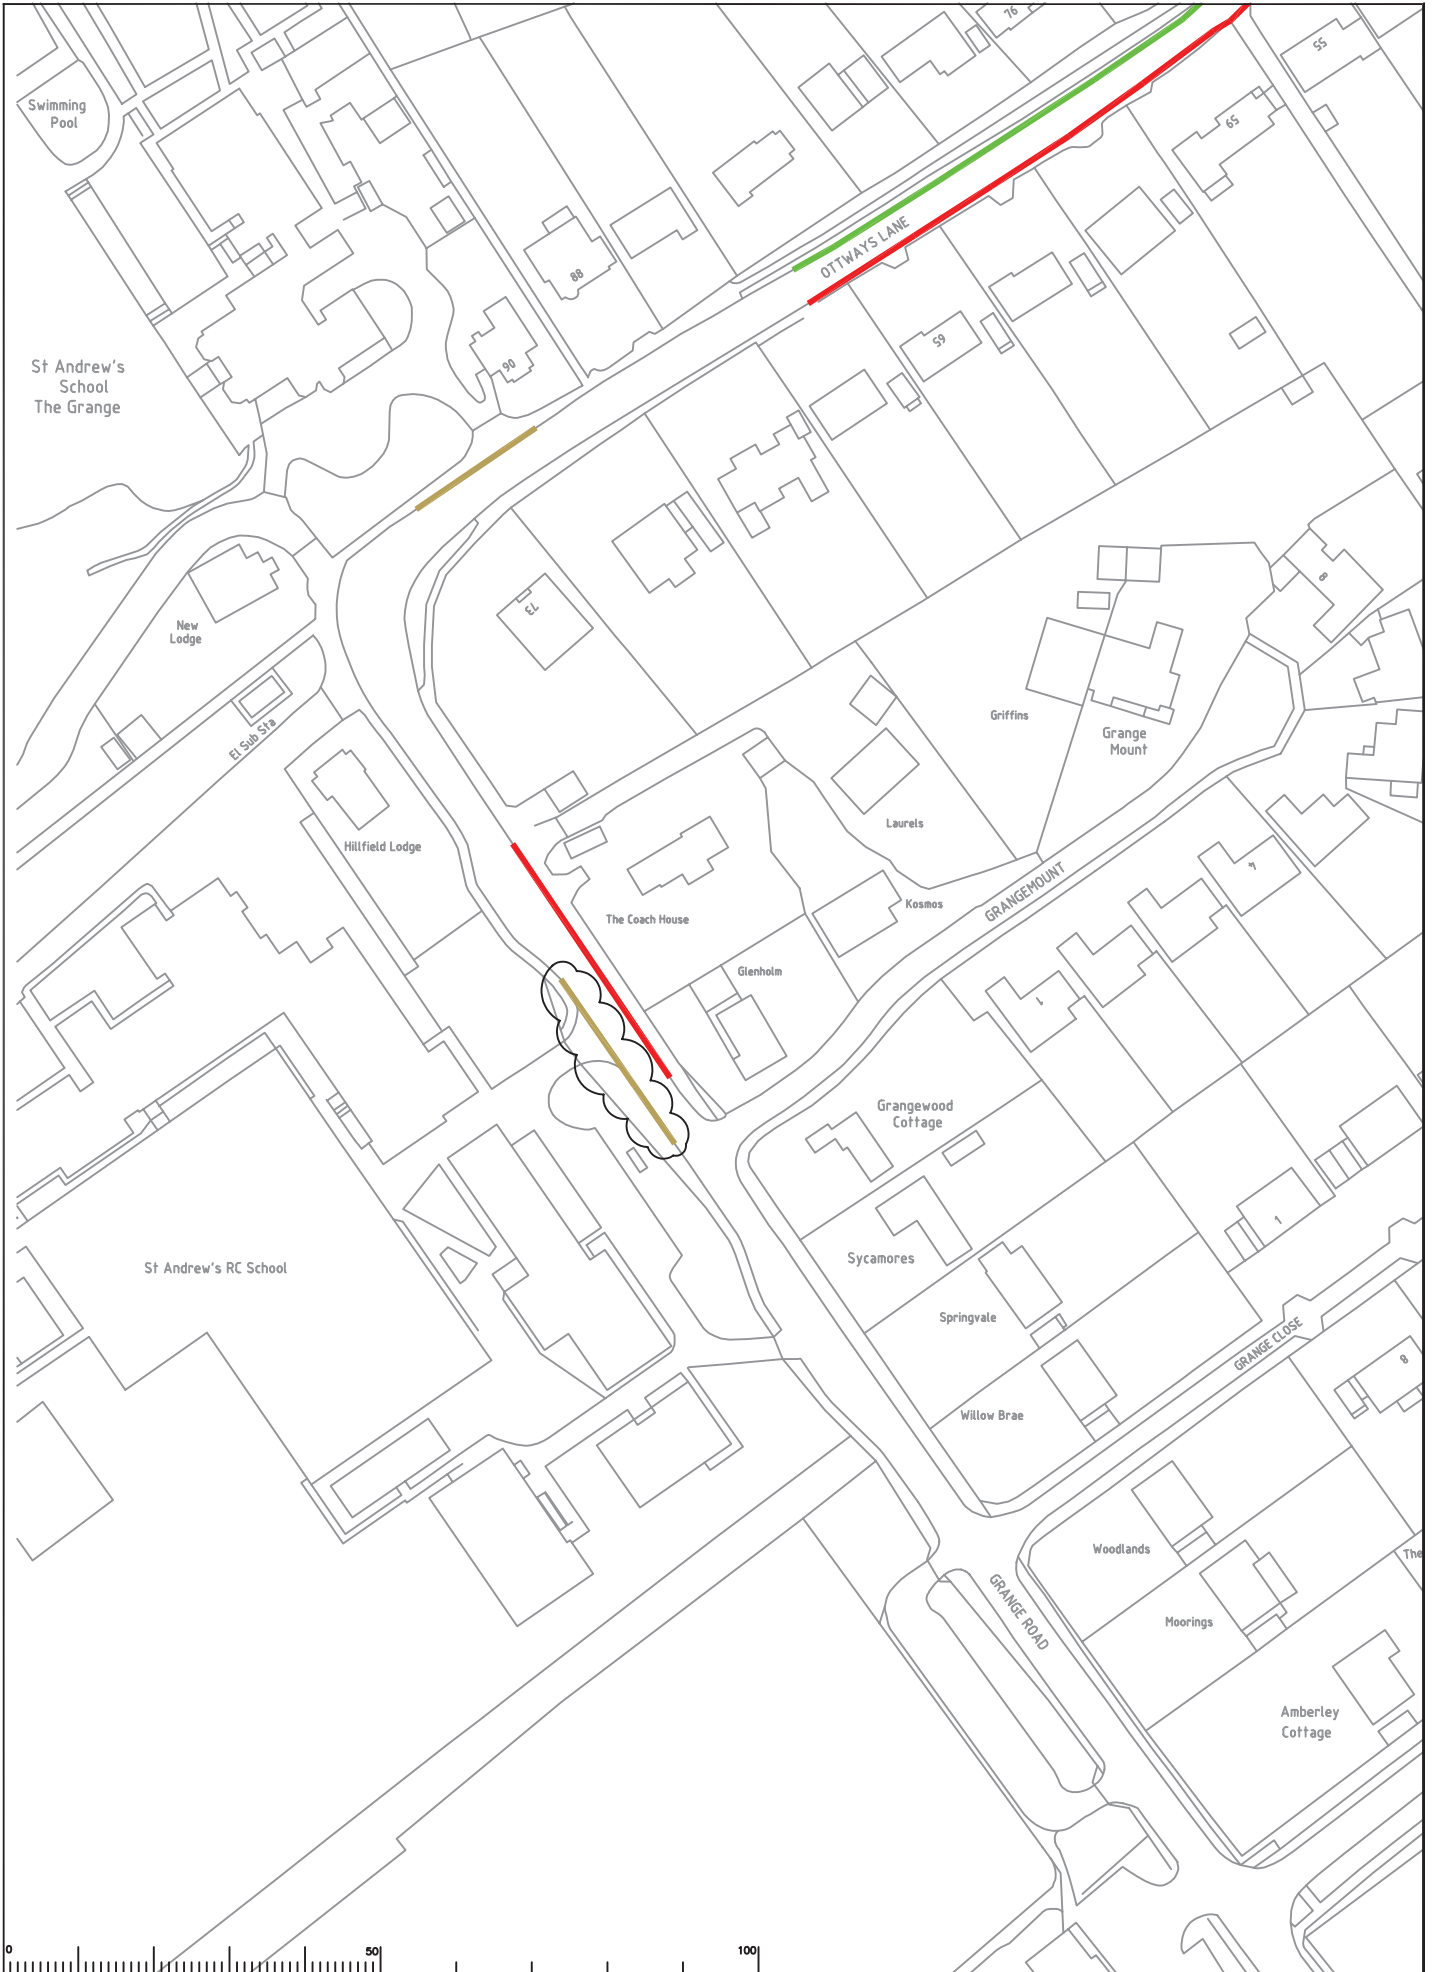 76
55
Swimming
Pool
59
OTTWAYS LANE
88
65
90
St Andrew's
School
The Grange
8
73
New
Lodge
Griffins
Grange
Mount
El Sub Sta
Laurels
Hillfield Lodge
4
GRANGEMOUNT
Kosmos
The Coach House
Glenholm
1
Grangewood
Cottage
1
Sycamores
St Andrew's RC School
Springvale
GRANGE CLOSE
8
Willow Brae
Woodlands
The
GRANGE ROAD
Moorings
Amberley
Cottage
0
50
100